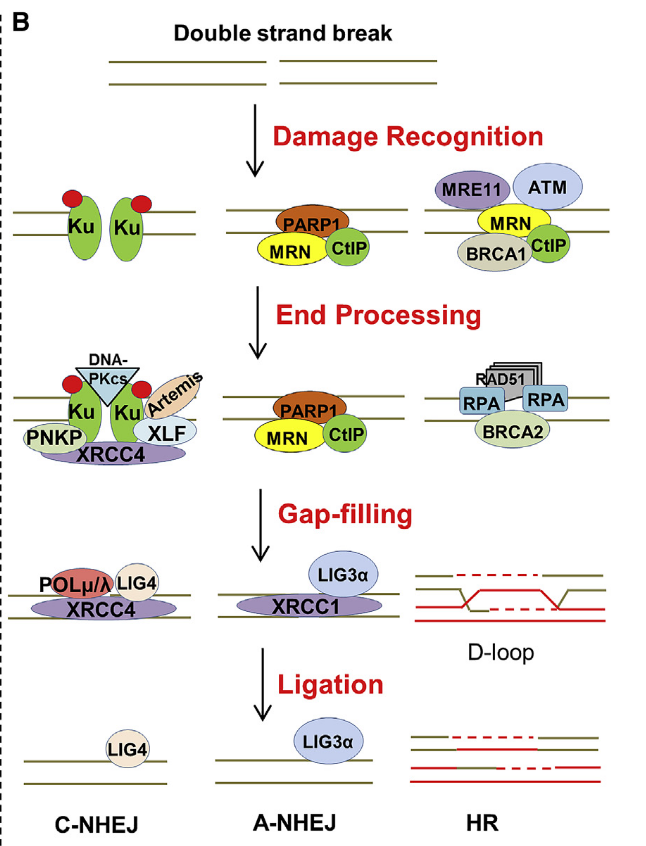 B
Double strand break
Damage Recognition
Ku
Ku
PARP1
MRN
CtIP
MRE11
ATM
MRN
BRCA1
CtIP
End Processing
DNA-
PKcs
Ku
Ku
Artemis
PNKP
XLF
XRCC4
PARP1
MRN
CtIP
RAD51
RPA
RPA
BRCA2
Gap-filling
POLμ/λ
LIG4
XRCC4
LIG3α
XRCC1
D-loop
Ligation
LIG4
LIG3α
C-NHEJ
A-NHEJ
HR